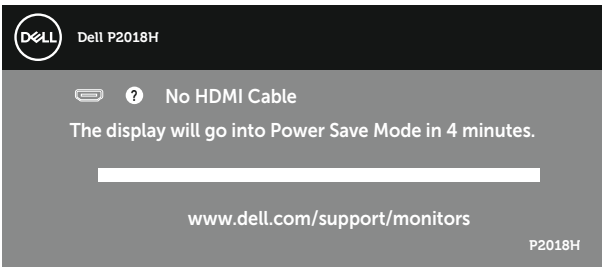 DELL
Dell P2018H
? No HDMI Cable
The display will go into Power Save Mode in 4 minutes.
www.dell.com/support/monitors
P2018H